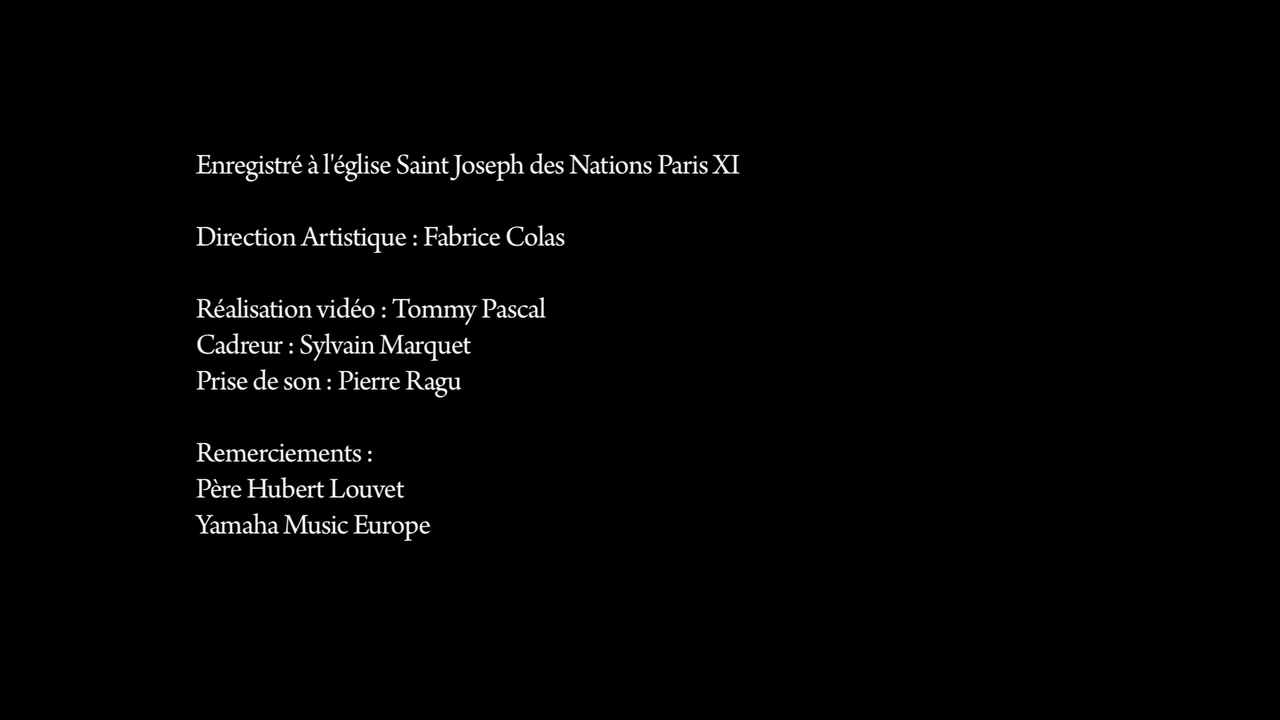 Enregistré à l'église Saint Joseph des Nations Paris XI
Direction Artistique : Fabrice Colas
Réalisation vidéo : Tommy Pascal
Cadreur : Sylvain Marquet
Prise de son : Pierre Ragu
Remerciements :
Père Hubert Louvet
Yamaha Music Europe